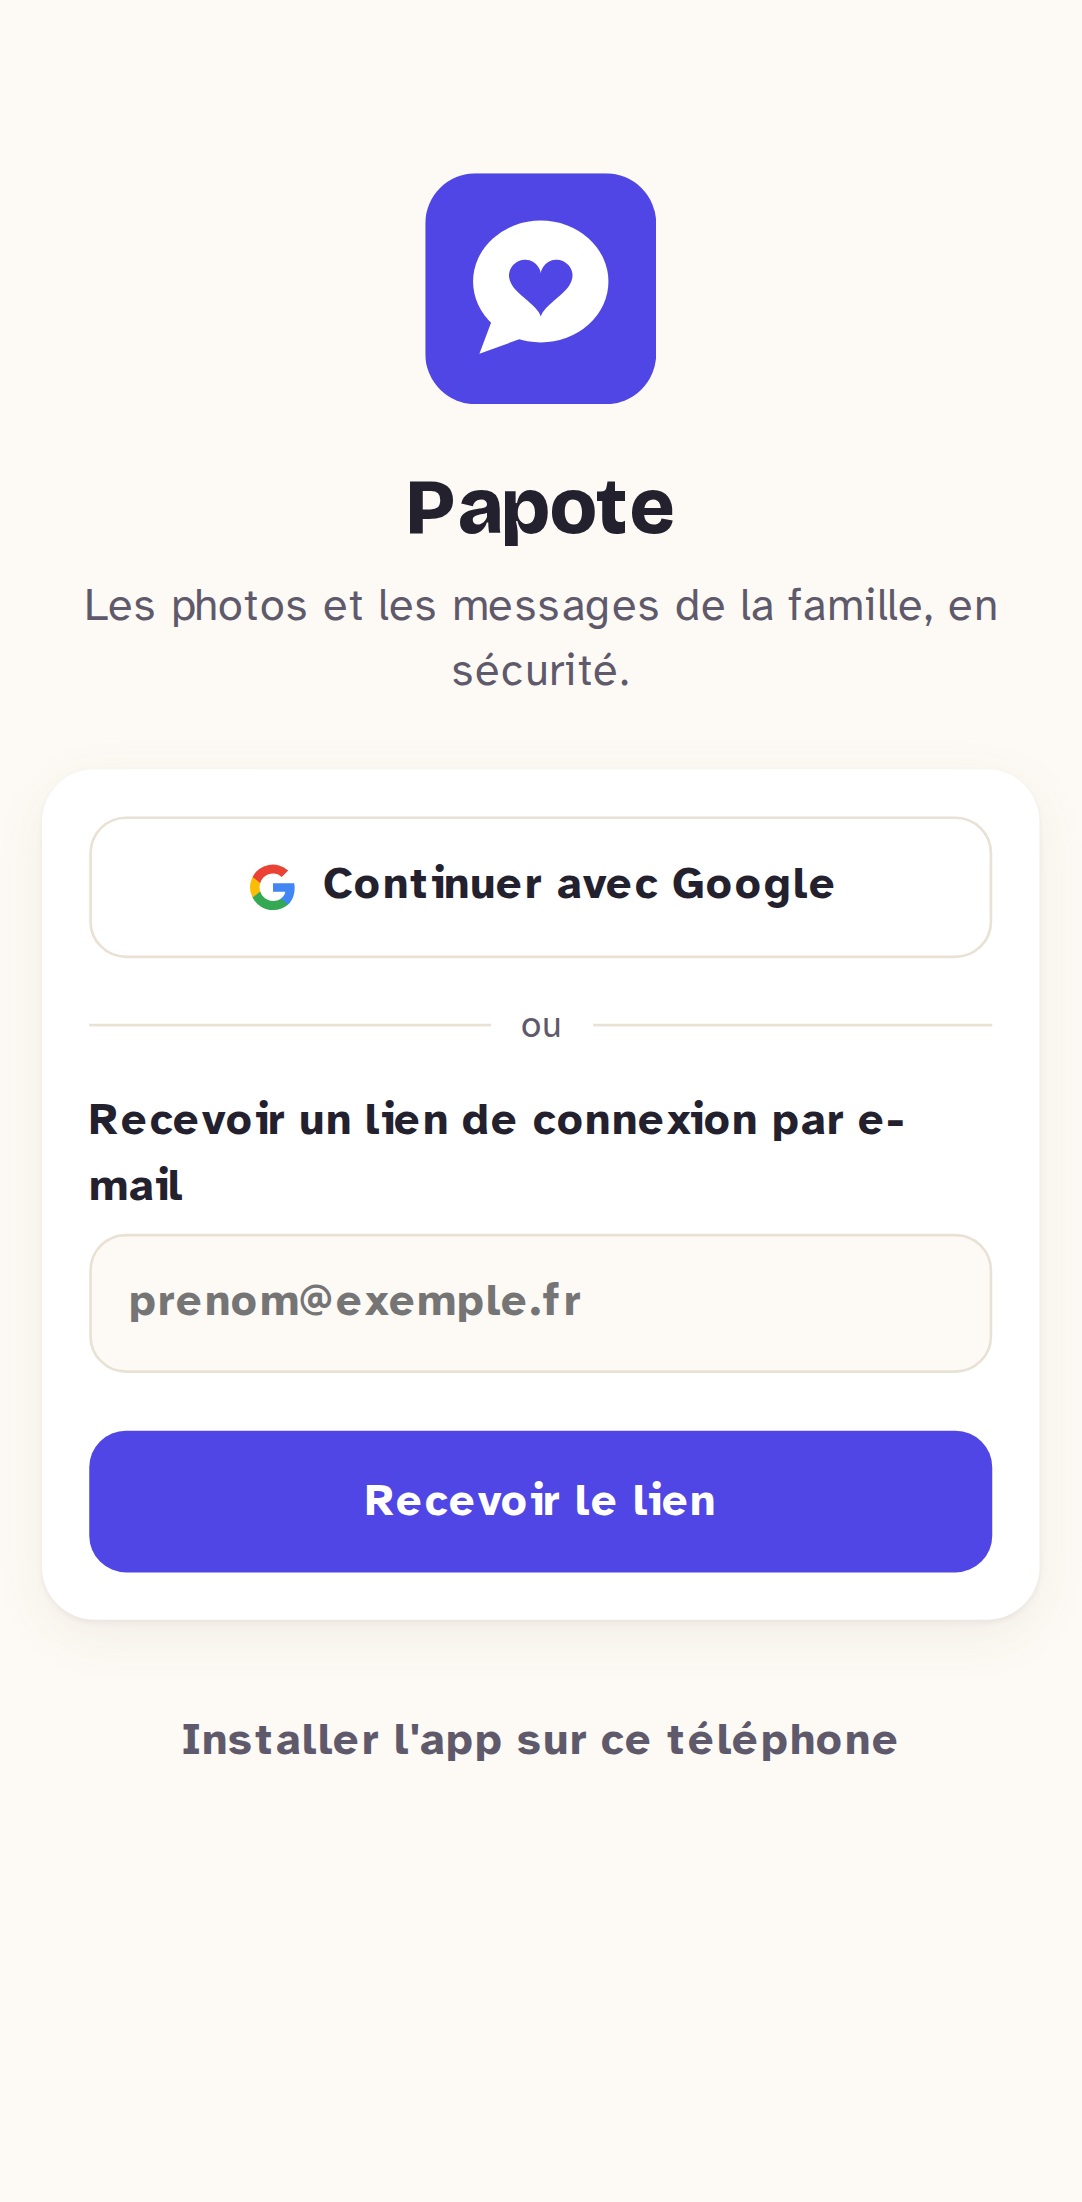 Papote
Les photos et les messages de la famille, en
sécurité.
Continuer avec Google
ou
Recevoir un lien de connexion par e-
mail
prenom@exemple.fr
Recevoir le lien
Installer l'app sur ce téléphone